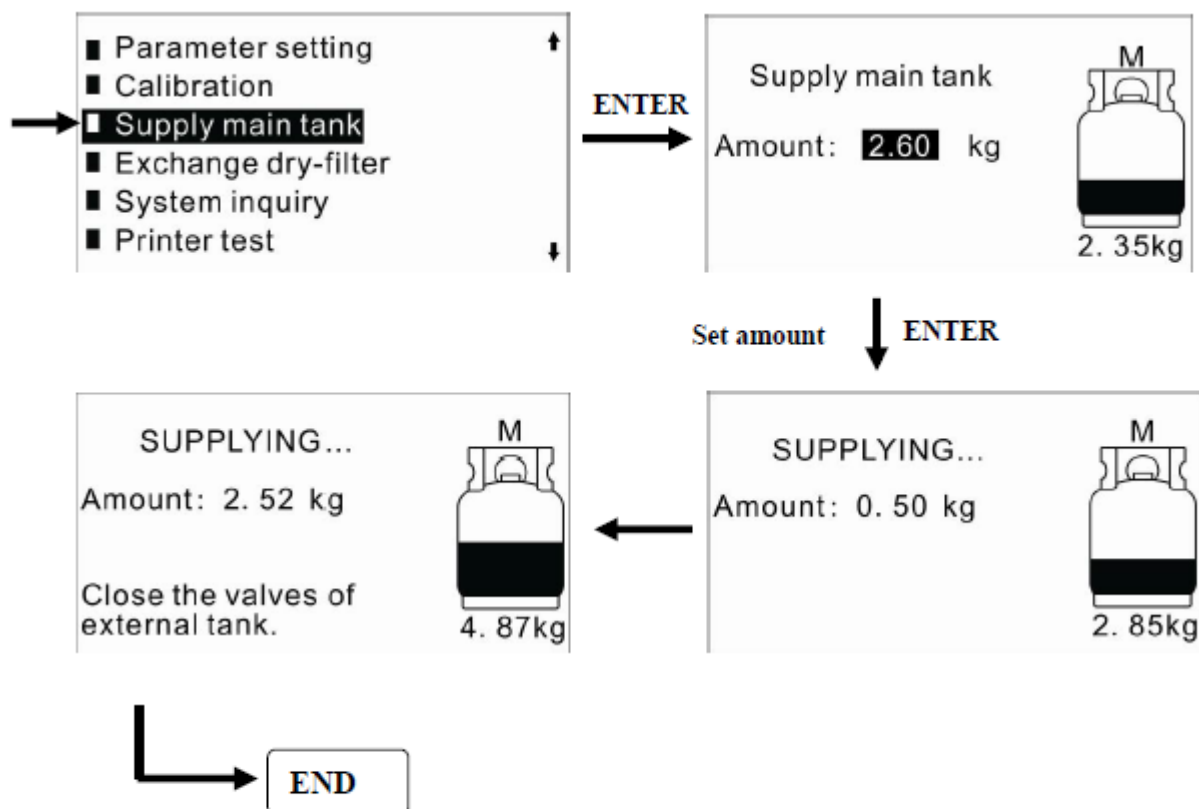 Parameter setting
Calibration
Supply main tank
Exchange dry-filter
System inquiry
Printer test
ENTER
M
Supply main tank
Amount: 2.60 kg
2. 35kg
Set amount
ENTER
M
SUPPLYING...
Amount: 0. 50 kg
2. 85kg
M
SUPPLYING...
Amount: 2. 52 kg
Close the valves of
external tank.
4. 87kg
END